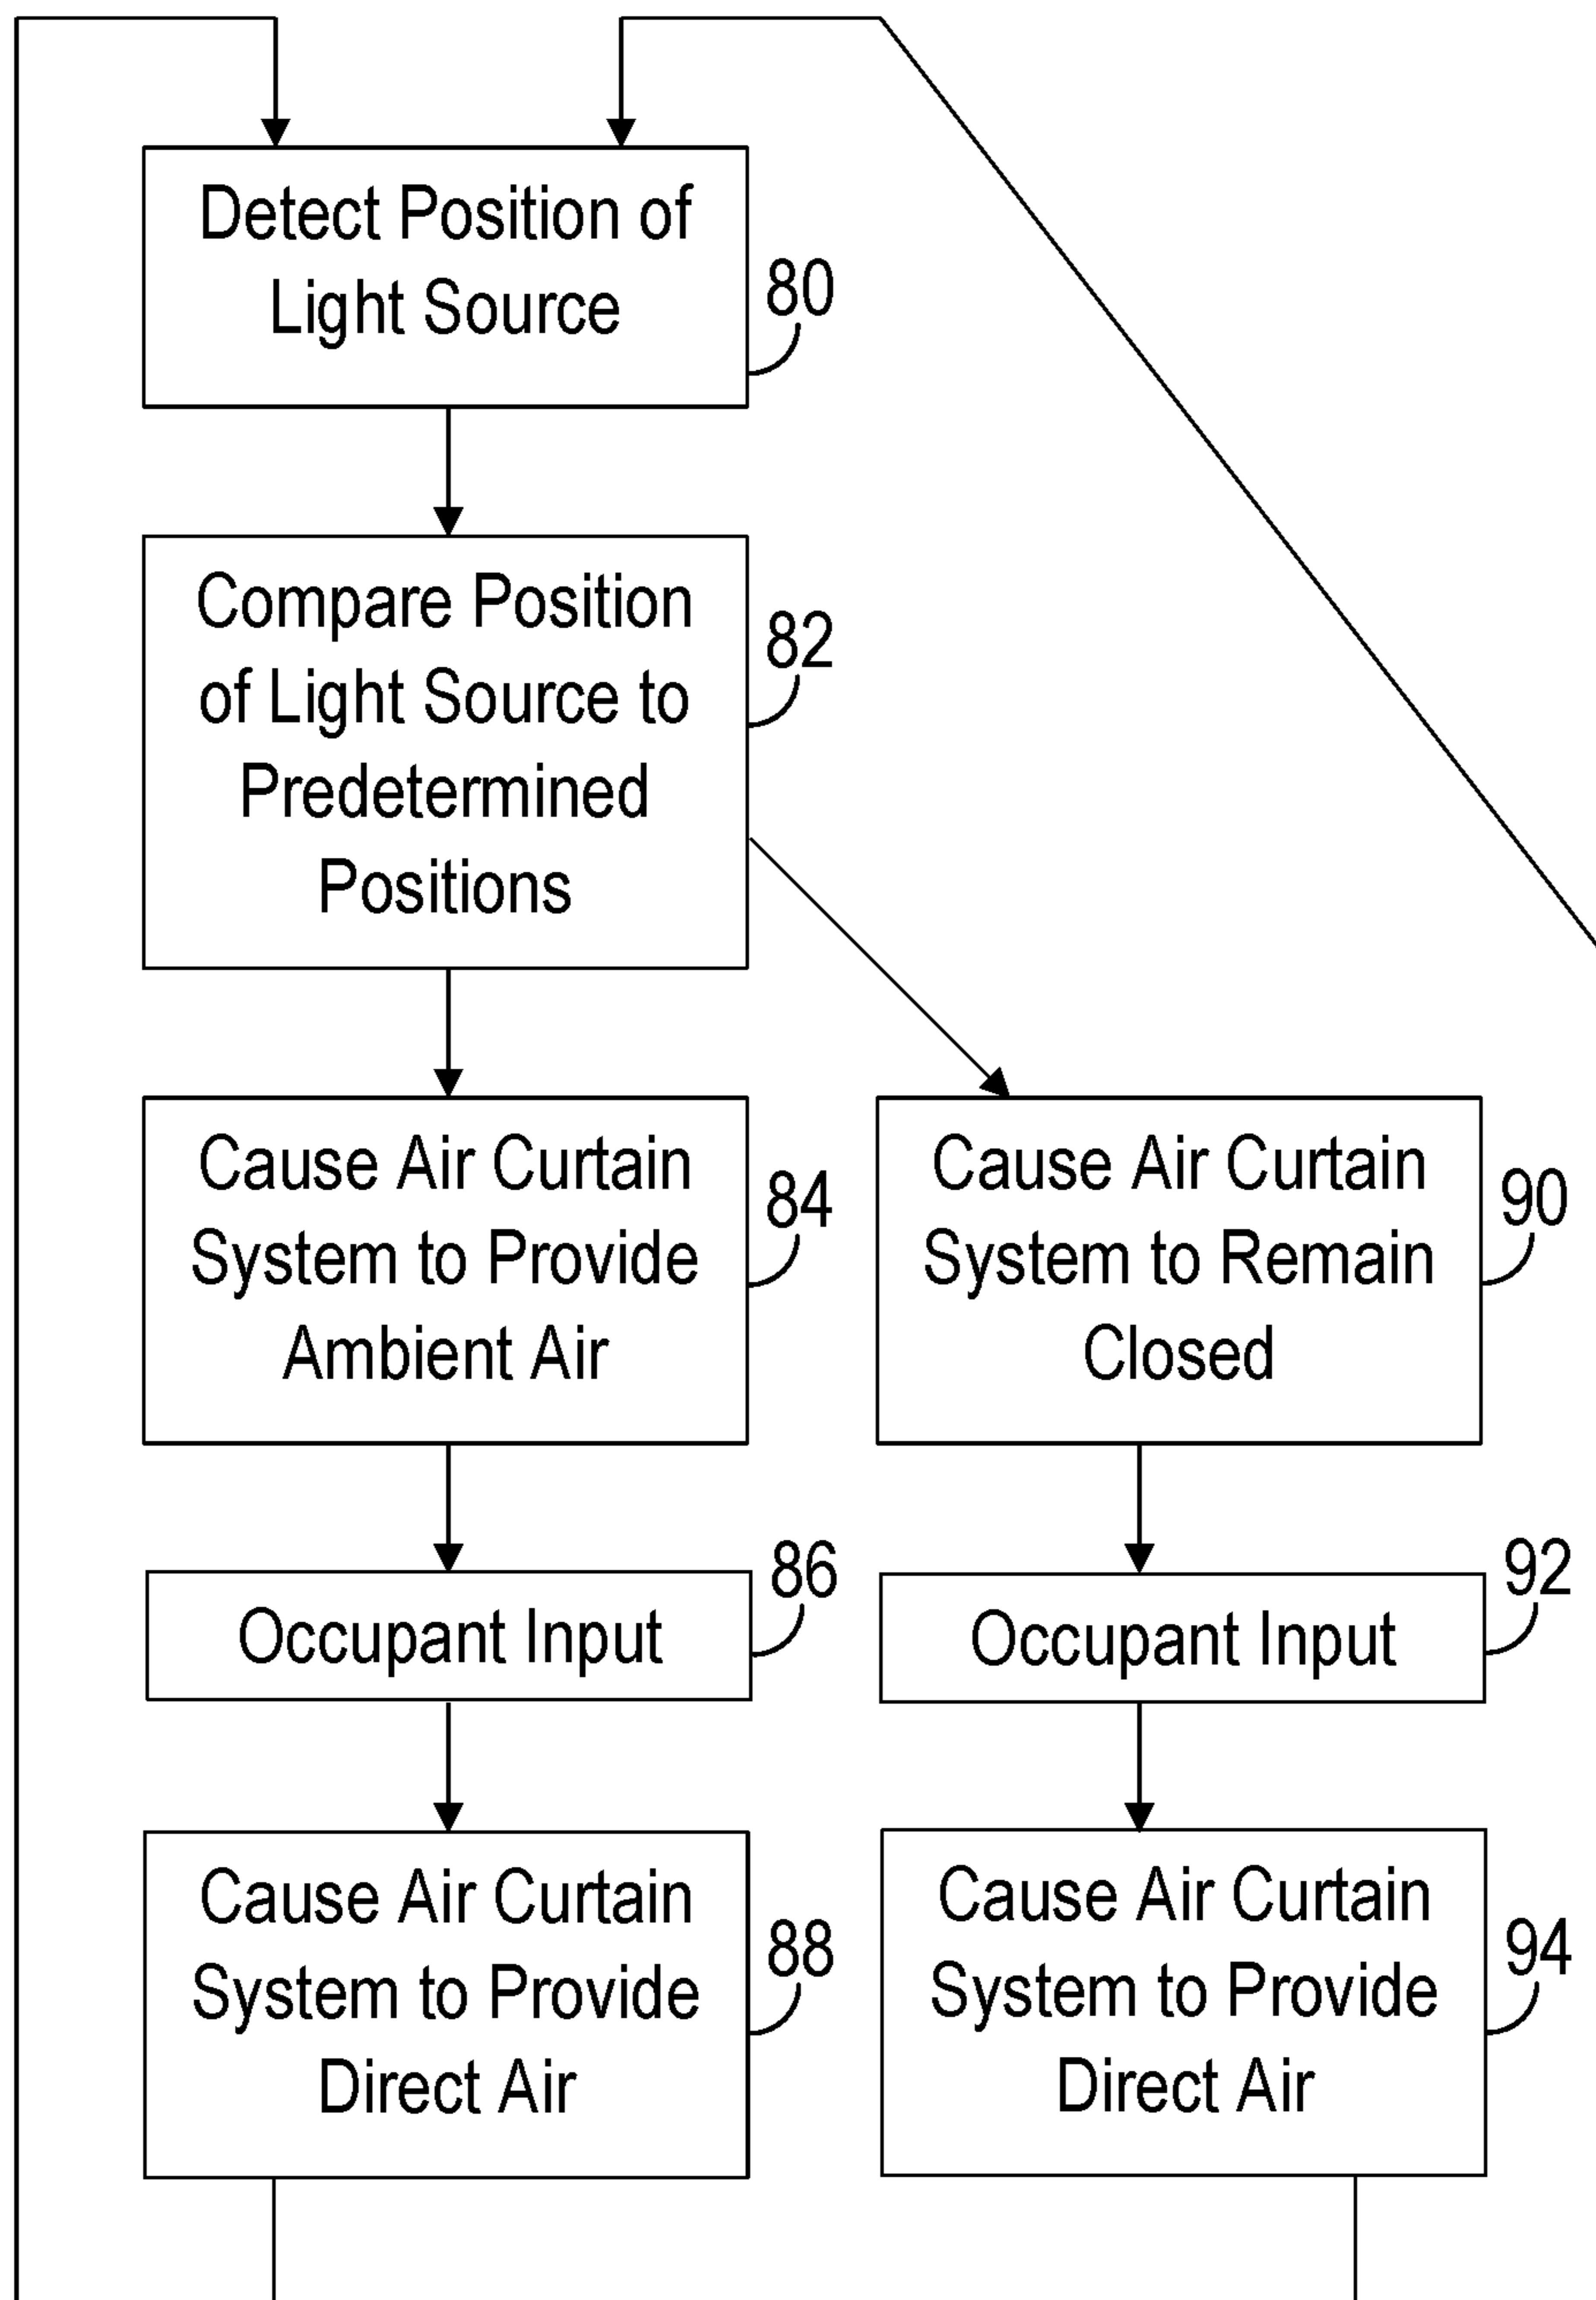 Detect Position of
Light Source
80
Compare Position
of Light Source to
Predetermined
Positions
82
Cause Air Curtain
System to Provide
Ambient Air
84
Cause Air Curtain
System to Remain
Closed
90
Occupant Input
86
Occupant Input
92
Cause Air Curtain
System to Provide
Direct Air
88
Cause Air Curtain
System to Provide
Direct Air
94